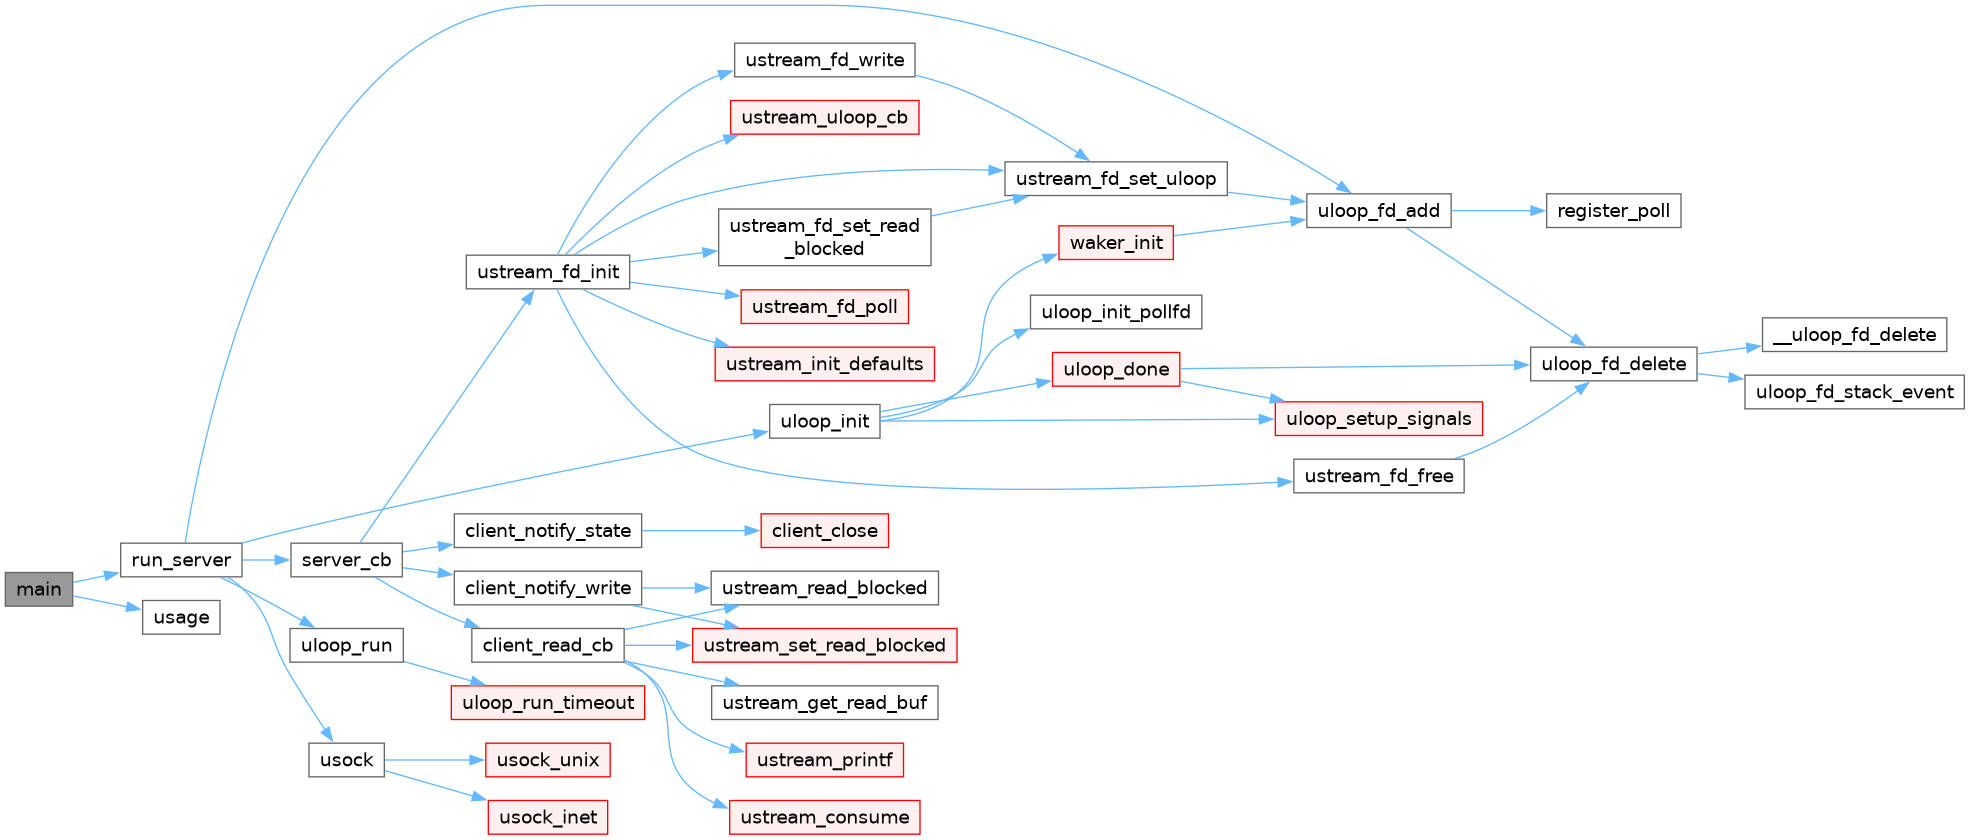 ustream_fd_write
ustream_uloop_cb
ustream_fd_set_uloop
uloop_fd_add
register_poll
ustream_fd_set_read
_blocked
waker_init
ustream_fd_init
ustream_fd_poll
uloop_init_pollfd
__uloop_fd_delete
ustream_init_defaults
uloop_done
uloop_fd_delete
uloop_fd_stack_event
uloop_init
uloop_setup_signals
ustream_fd_free
client_notify_state
client_close
run_server
server_cb
main
client_notify_write
ustream_read_blocked
usage
uloop_run
client_read_cb
ustream_set_read_blocked
uloop_run_timeout
ustream_get_read_buf
usock
usock_unix
ustream_printf
usock_inet
ustream_consume